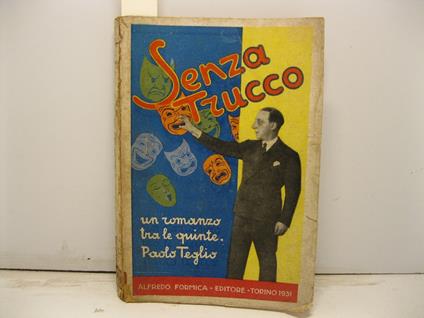 Senza
Trucco
un romanzo
tra le quinte.
Paolo Teglio
ALFREDO FORMICA - EDITORE - TORINO 1931